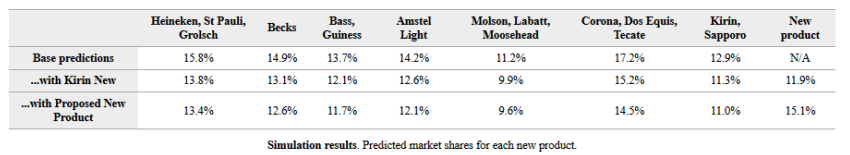 Heineken, St Pauli, Grolsch Becks Bass, Guiness Amstel Light Molson, Labatt, Moosehead Corona, Dos Equis, Tecate Kirin, Sapporo New product
Base predictions 15.8% 14.9% 13.7% 14.2% 11.2% 17.2% 12.9% N/A
...with Kirin New 13.8% 13.1% 12.1% 12.6% 9.9% 15.2% 11.3% 11.9%
...with Proposed New Product 13.4% 12.6% 11.7% 12.1% 9.6% 14.5% 11.0% 15.1%
Simulation results. Predicted market shares for each new product.